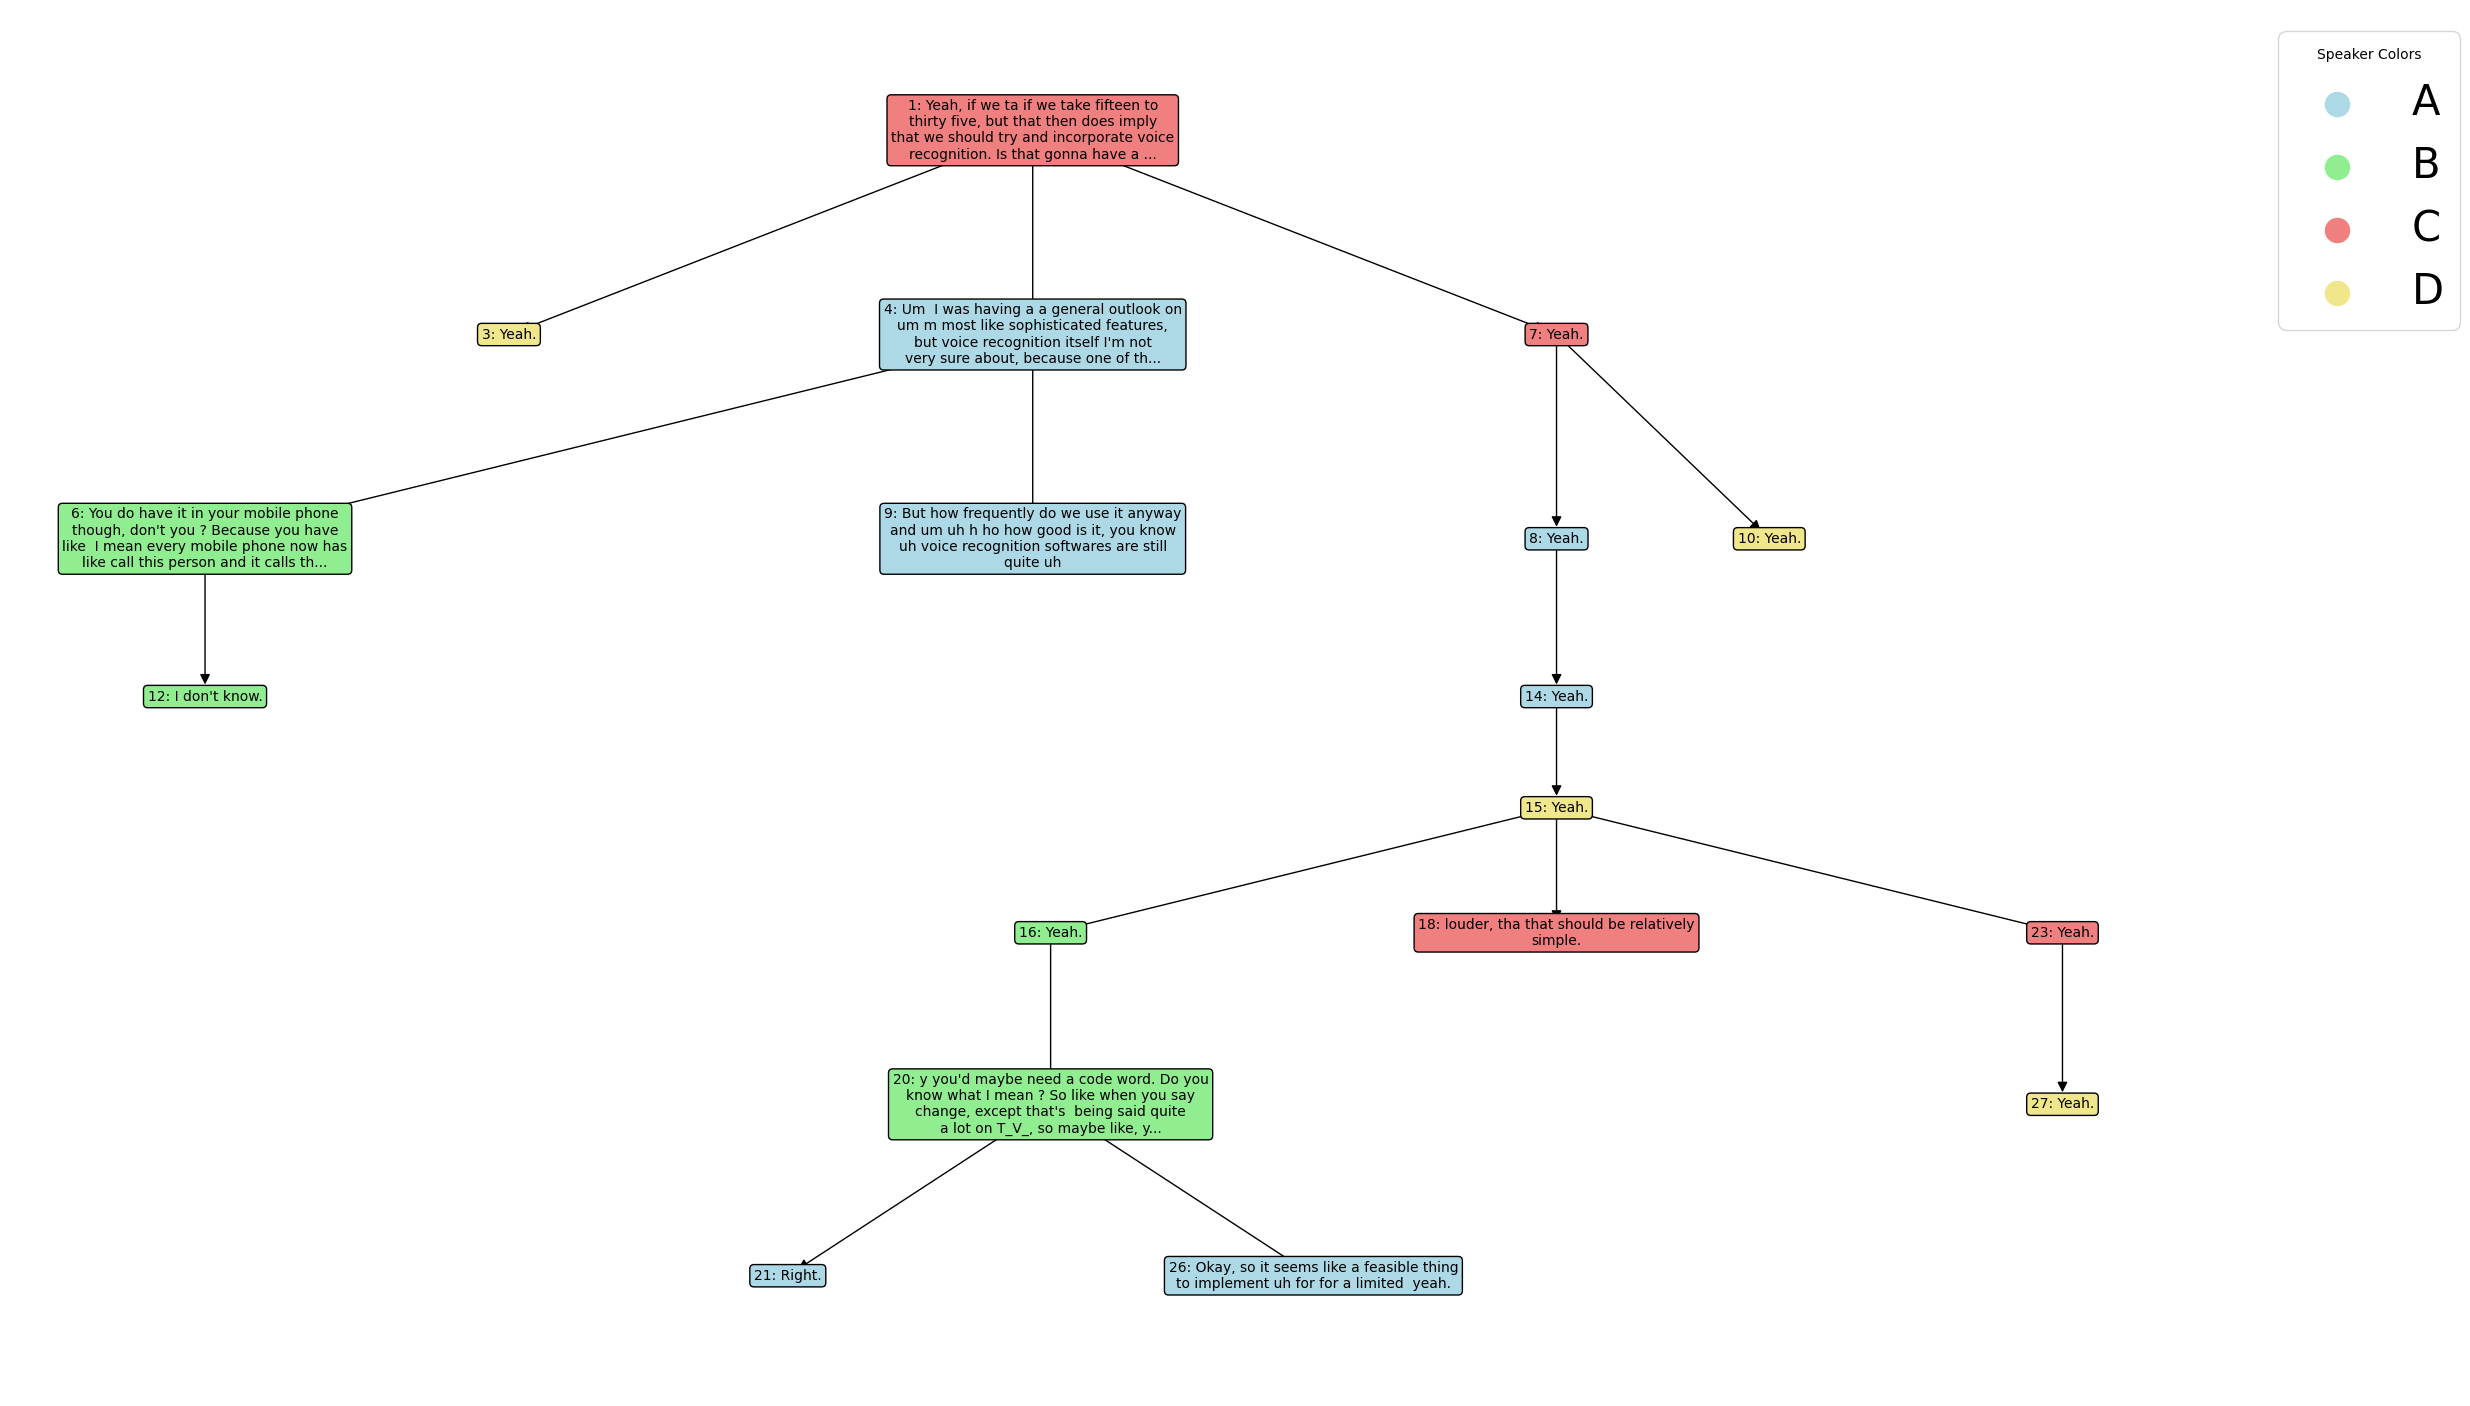 Speaker Colors
A
B
C
D
1: Yeah, if we ta if we take fifteen to
thirty five, but that then does imply
that we should try and incorporate voice
recognition. Is that gonna have a ...
3: Yeah.
4: Um  I was having a a general outlook on
um m most like sophisticated features,
but voice recognition itself I'm not
very sure about, because one of th...
7: Yeah.
6: You do have it in your mobile phone
though, don't you ? Because you have
like  I mean every mobile phone now has
like call this person and it calls th...
9: But how frequently do we use it anyway
and um uh h ho how good is it, you know
uh voice recognition softwares are still
quite uh
8: Yeah.
10: Yeah.
12: I don't know.
14: Yeah.
15: Yeah.
16: Yeah.
18: louder, tha that should be relatively
simple.
23: Yeah.
20: y you'd maybe need a code word. Do you
know what I mean ? So like when you say
change, except that's  being said quite
a lot on T_V_, so maybe like, y...
27: Yeah.
21: Right.
26: Okay, so it seems like a feasible thing
to implement uh for for a limited  yeah.